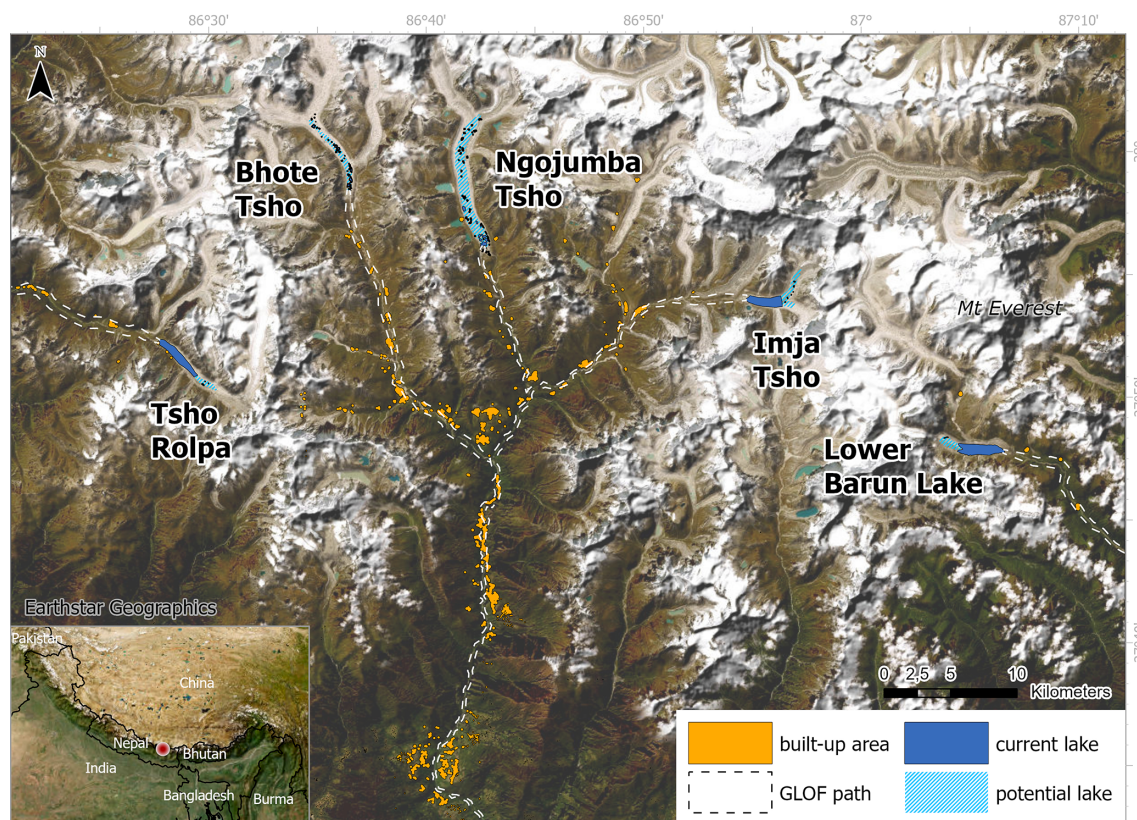 86°30'
86°40'
86°50'
87°
87°10'
N
Bhote
Tsho
Ngojumba
Tsho
Mt Everest
Imja
Tsho
Tsho
Rolpa
Lower
Barun Lake
Earthstar Geographics
Pakistan
China
Nepal
Bhutan
India
Bangladesh
Burma
0 2,5 5 10
Kilometers
built-up area
current lake
GLOF path
potential lake